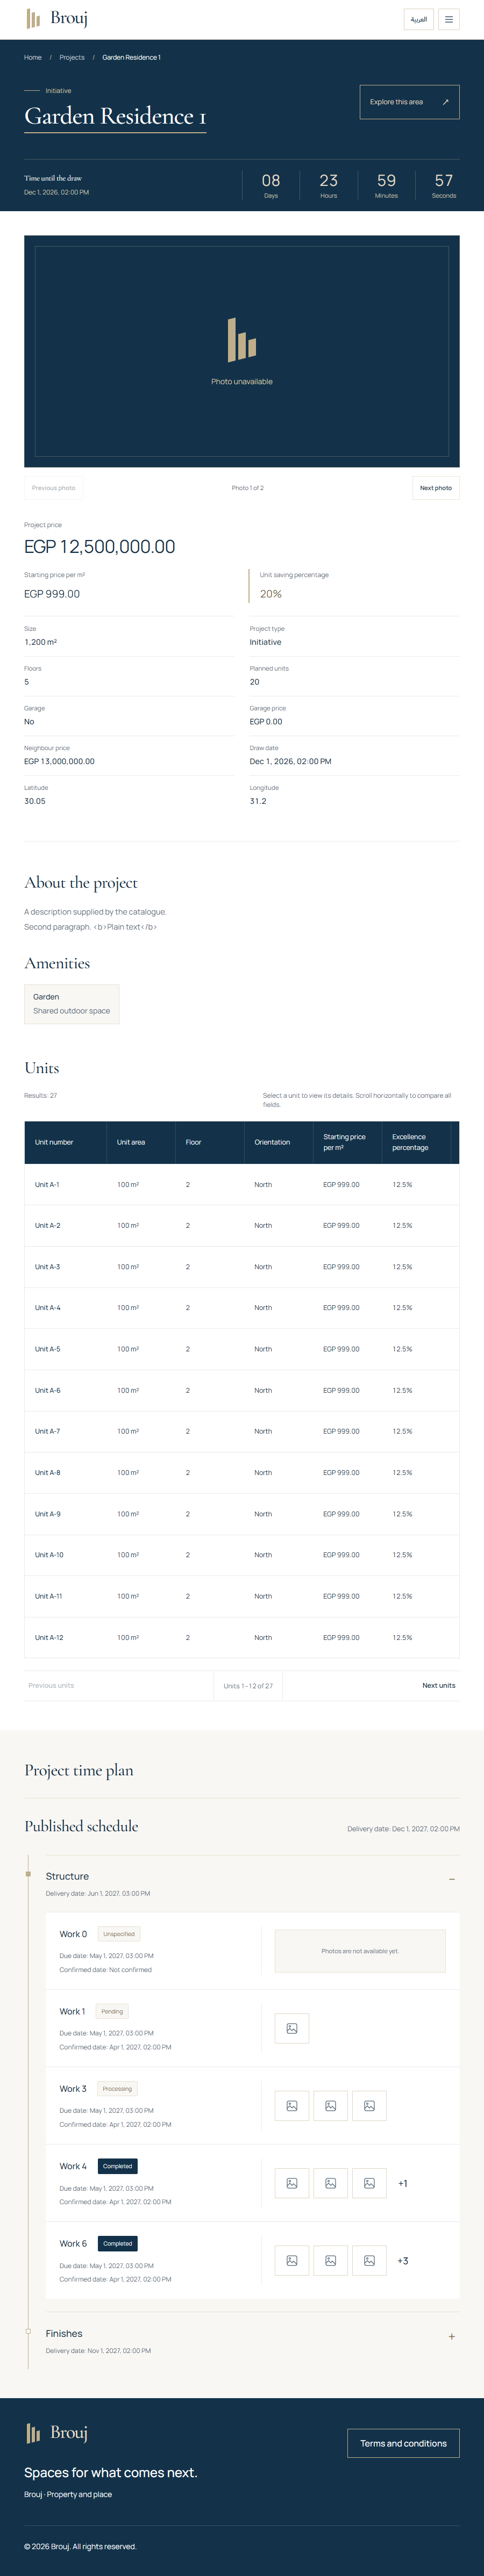 Brouj
العربية
Home / Projects / Garden Residence 1
Initiative
Garden Residence 1
Explore this area
Time until the draw
Dec 1, 2026, 02:00 PM
08 23 59 57
Days Hours Minutes Seconds
Photo unavailable
Previous photo Photo 1 of 2 Next photo
Project price
EGP 12,500,000.00
Starting price per m² Unit saving percentage
EGP 999.00 20%
Size Project type
1,200 m² Initiative
Floors Planned units
5 20
Garage Garage price
No EGP 0.00
Neighbour price Draw date
EGP 13,000,000.00 Dec 1, 2026, 02:00 PM
Latitude Longitude
30.05 31.2
About the project
A description supplied by the catalogue.
Second paragraph. <b>Plain text</b>
Amenities
Garden
Shared outdoor space
Units
Results: 27 Select a unit to view its details. Scroll horizontally to compare all
fields.
Unit number Unit area Floor Orientation Starting price per m² Excellence percentage
Unit A-1 100 m² 2 North EGP 999.00 12.5%
Unit A-2 100 m² 2 North EGP 999.00 12.5%
Unit A-3 100 m² 2 North EGP 999.00 12.5%
Unit A-4 100 m² 2 North EGP 999.00 12.5%
Unit A-5 100 m² 2 North EGP 999.00 12.5%
Unit A-6 100 m² 2 North EGP 999.00 12.5%
Unit A-7 100 m² 2 North EGP 999.00 12.5%
Unit A-8 100 m² 2 North EGP 999.00 12.5%
Unit A-9 100 m² 2 North EGP 999.00 12.5%
Unit A-10 100 m² 2 North EGP 999.00 12.5%
Unit A-11 100 m² 2 North EGP 999.00 12.5%
Unit A-12 100 m² 2 North EGP 999.00 12.5%
Previous units Units 1–12 of 27 Next units
Project time plan
Published schedule Delivery date: Dec 1, 2027, 02:00 PM
Structure
Delivery date: Jun 1, 2027, 03:00 PM
Work 0 Unspecified
Due date: May 1, 2027, 03:00 PM
Confirmed date: Not confirmed
Photos are not available yet.
Work 1 Pending
Due date: May 1, 2027, 03:00 PM
Confirmed date: Apr 1, 2027, 02:00 PM
Work 3 Processing
Due date: May 1, 2027, 03:00 PM
Confirmed date: Apr 1, 2027, 02:00 PM
Work 4 Completed
Due date: May 1, 2027, 03:00 PM
Confirmed date: Apr 1, 2027, 02:00 PM
+1
Work 6 Completed
Due date: May 1, 2027, 03:00 PM
Confirmed date: Apr 1, 2027, 02:00 PM
+3
Finishes
Delivery date: Nov 1, 2027, 02:00 PM
Brouj
Terms and conditions
Spaces for what comes next.
Brouj · Property and place
© 2026 Brouj. All rights reserved.